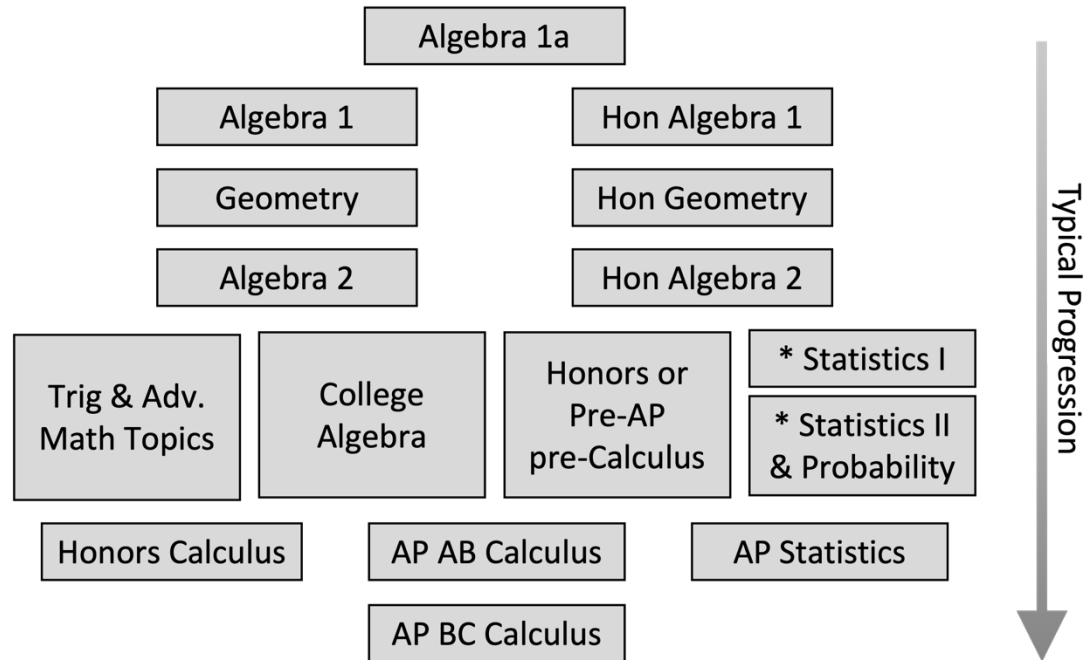 Algebra 1a
Algebra 1
Hon Algebra 1
Geometry
Hon Geometry
Algebra 2
Hon Algebra 2
Trig & Adv.
Math Topics
College
Algebra
Honors or
Pre-AP
pre-Calculus
* Statistics I
* Statistics II
& Probability
Honors Calculus
AP AB Calculus
AP Statistics
AP BC Calculus
Typical Progression